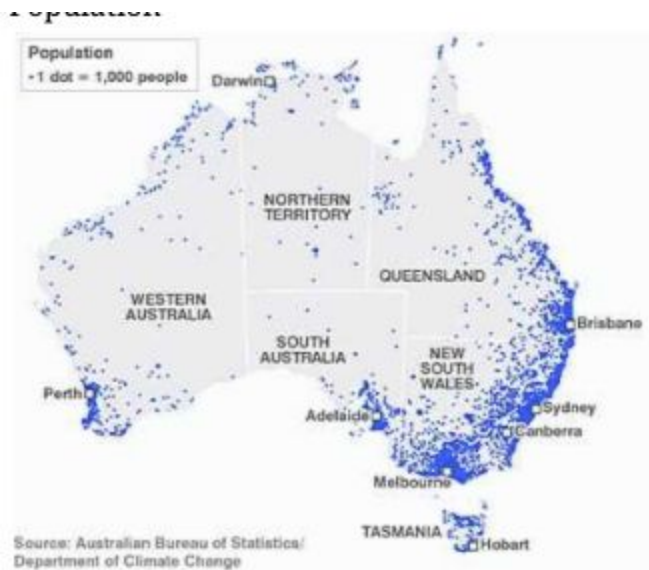 Population
Population
-1 dot = 1,000 people
Darwin
NORTHERN
TERRITORY
QUEENSLAND
WESTERN
AUSTRALIA
SOUTH
AUSTRALIA
Brisbane
NEW
SOUTH
WALES
Perth
Adelaide
Sydney
Canberra
Melbourne
TASMANIA
Hobart
Source: Australian Bureau of Statistics/
Department of Climate Change